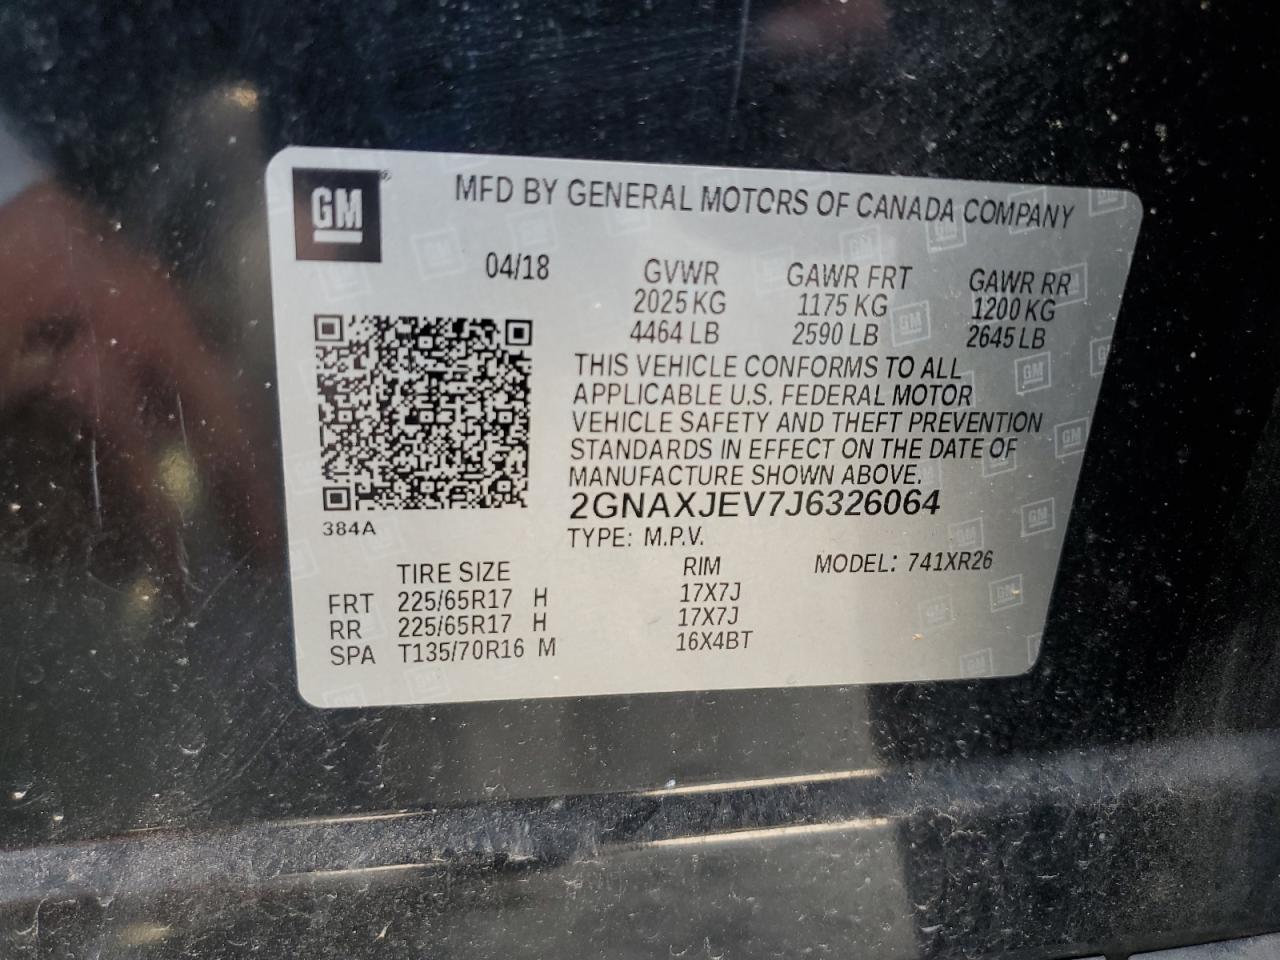 GM ® MFD BY GENERAL MOTORS OF CANADA COMPANY
04/18 GVWR GAWR FRT GAWR RR
2025 KG 1175 KG 1200 KG
4464 LB 2590 LB 2645 LB
THIS VEHICLE CONFORMS TO ALL
APPLICABLE U.S. FEDERAL MOTOR
VEHICLE SAFETY AND THEFT PREVENTION
STANDARDS IN EFFECT ON THE DATE OF
MANUFACTURE SHOWN ABOVE.
2GNAXJEV7J6326064
384A
TYPE: M.P.V.
TIRE SIZE RIM MODEL: 741XR26
FRT 225/65R17 H 17X7J
RR 225/65R17 H 17X7J
SPA T135/70R16 M 16X4BT